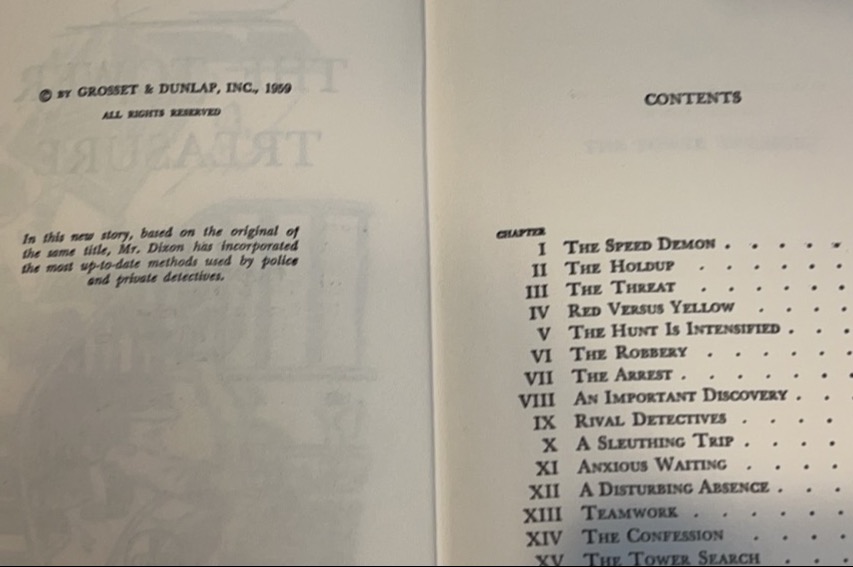 © BY GROSSET & DUNLAP, INC., 1959
ALL RIGHTS RESERVED
In this new story, based on the original of
the same title, Mr. Dixon has incorporated
the most up-to-date methods used by police
and private detectives.
THE TOWER
TREASURE
CONTENTS
CHAPTER
I THE SPEED DEMON . . . . .
II THE HOLDUP . . . . . .
III THE THREAT . . . . . .
IV RED VERSUS YELLOW . . . .
V THE HUNT IS INTENSIFIED . . .
VI THE ROBBERY . . . . . .
VII THE ARREST . . . . . . .
VIII AN IMPORTANT DISCOVERY . . .
IX RIVAL DETECTIVES . . . .
X A SLEUTHING TRIP . . . .
XI ANXIOUS WAITING . . . .
XII A DISTURBING ABSENCE . . .
XIII TEAMWORK . . . . . .
XIV THE CONFESSION . . . .
XV THE TOWER SEARCH . . .